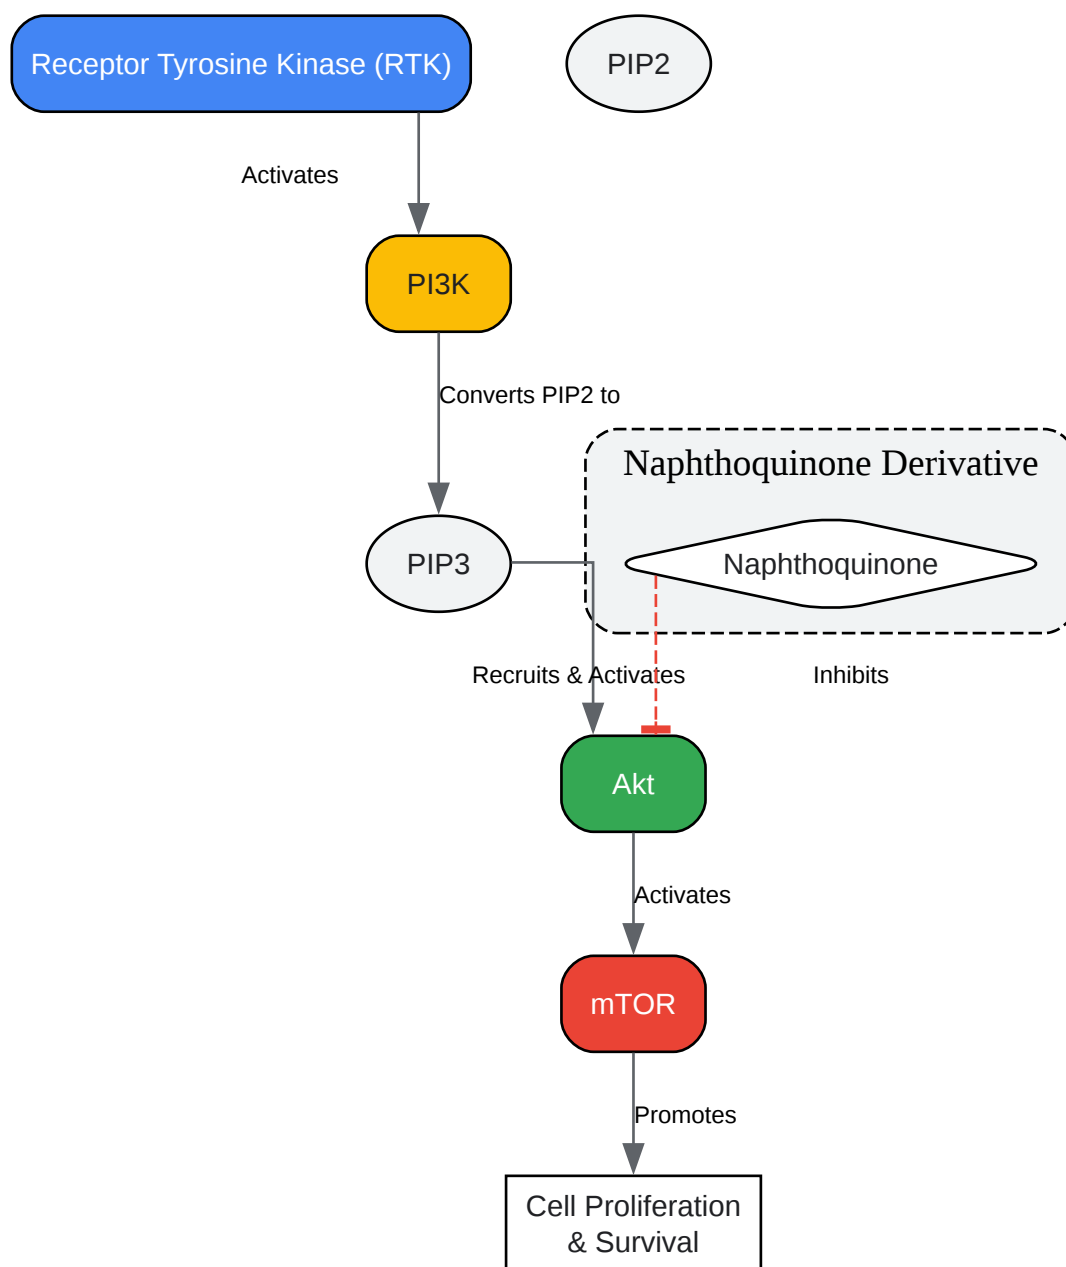 Receptor Tyrosine Kinase (RTK)
PIP2
Activates
PI3K
Converts PIP2 to
Naphthoquinone Derivative
PIP3
Naphthoquinone
Recruits & Activates
Inhibits
Akt
Activates
mTOR
Promotes
Cell Proliferation
& Survival